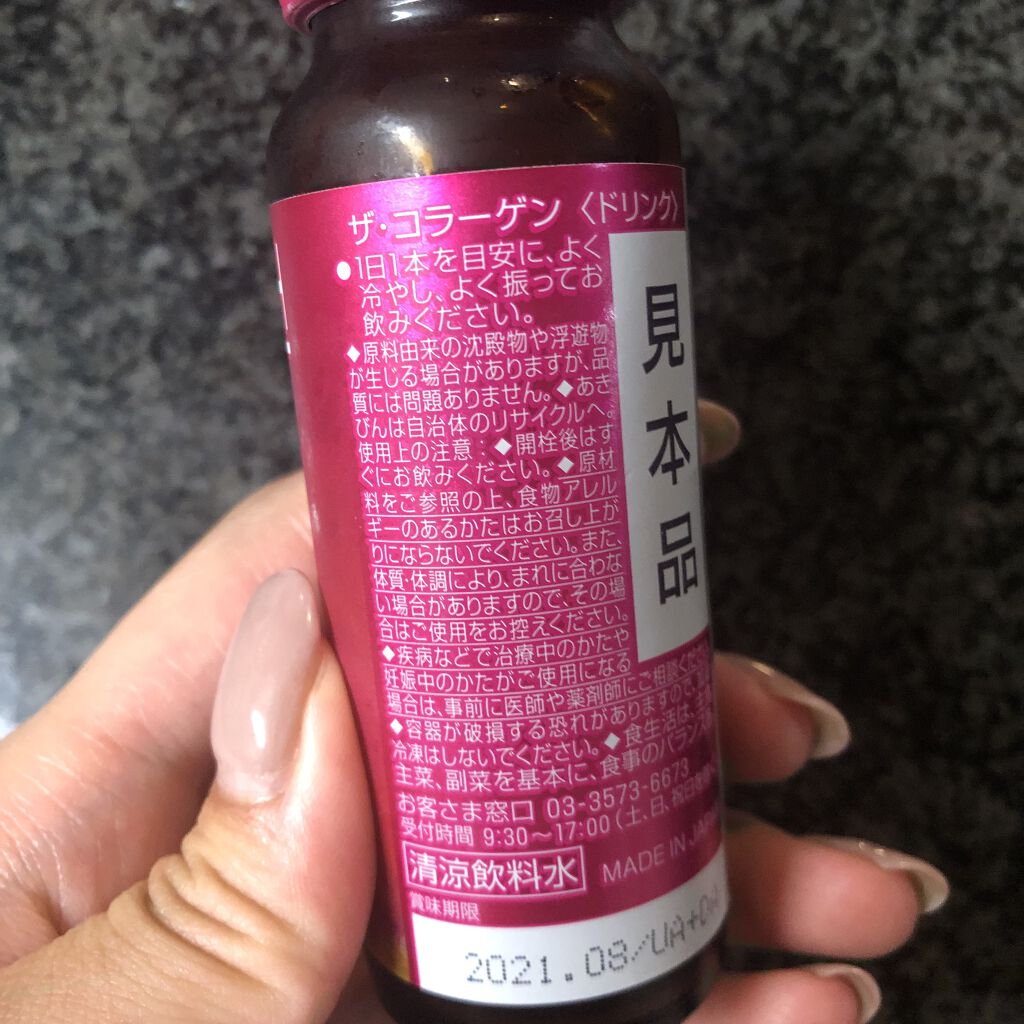 ザ・コラーゲン〈ドリンク〉
●1日1本を目安に、よく
冷やし、よく振ってお
飲みください。
◆原料由来の沈殿物や浮遊物
が生じる場合がありますが、品
質には問題ありません。◆あき
びんは自治体のリサイクルへ。
使用上の注意:◆開栓後はす
ぐにお飲みください。◆原材
料をご参照の上、食物アレル
ギーのあるかたはお召し上が
りにならないでください。また、
体質・体調により、まれに合わな
い場合がありますので、その場
合はご使用をお控えください。
◆疾病などで治療中のかたや
妊娠中のかたがご使用になる
場合は、事前に医師や薬剤師にご相談くだ
◆容器が破損する恐れがありますので、
冷凍はしないでください。◆食生活は、主
主菜、副菜を基本に、食事のバランス
お客さま窓口 03-3573-6673
受付時間 9:30～17:00(土、日、祝日を
清涼飲料水
MADE IN JAP
賞味期限
2021.08/UA+
見本品